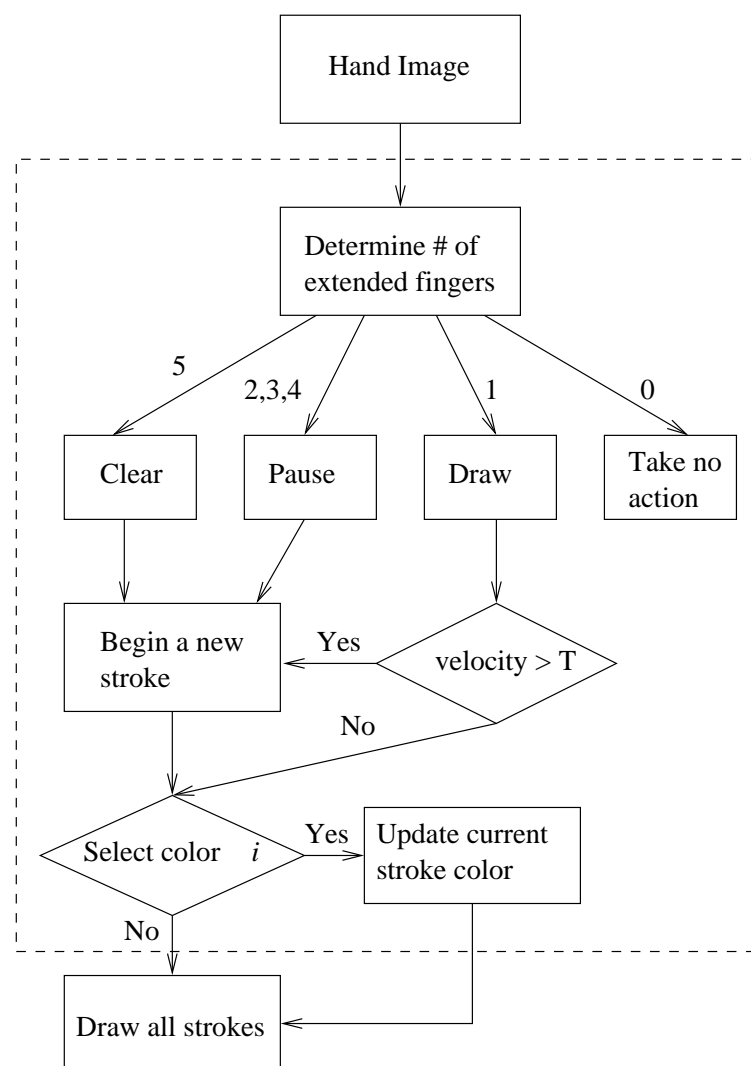 Hand Image
Determine # of
extended fingers
5
2,3,4
1
0
Clear
Pause
Draw
Take no
action
Begin a new
stroke
Yes
velocity > T
No
Select color i
Yes
Update current
stroke color
No
Draw all strokes